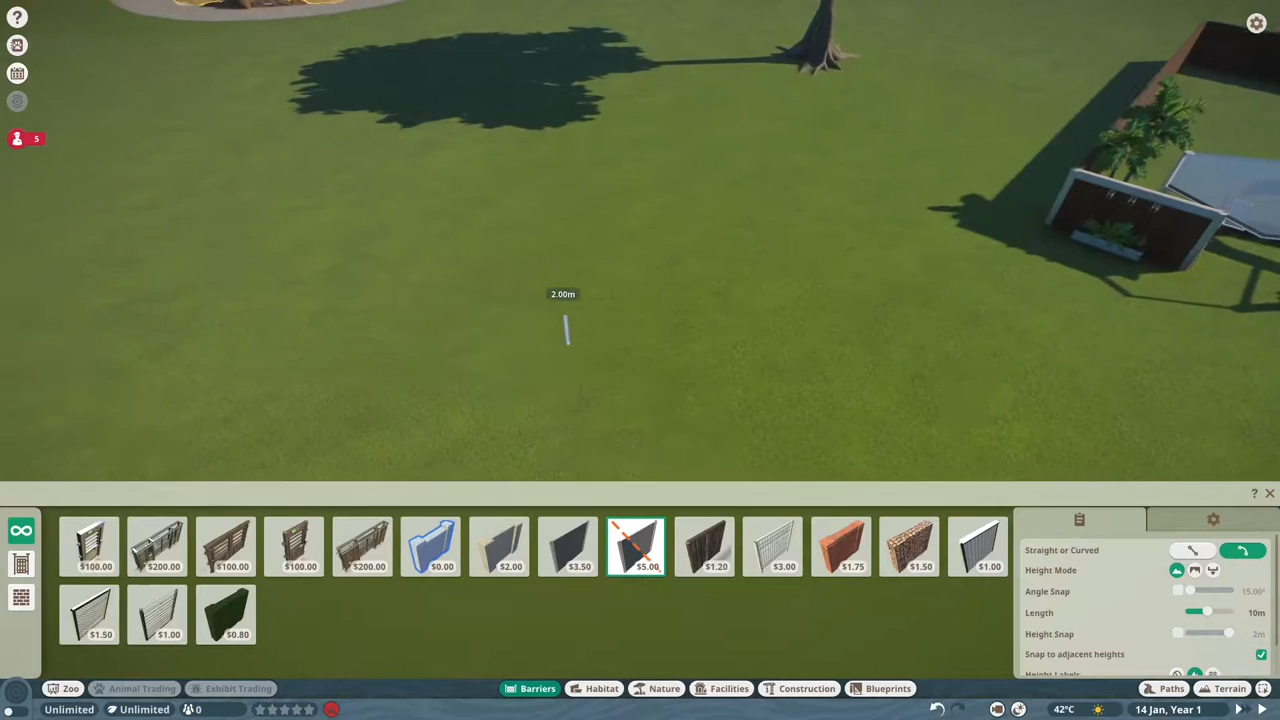 ?
5
2.00m
?
$100.00
$200.00
$100.00
$100.00
$200.00
$0.00
$2.00
$3.50
$5.00
$1.20
$3.00
$1.75
$1.50
$1.00
$1.50
$1.00
$0.80
Straight or Curved
Height Mode
Angle Snap 15.00°
Length 10m
Height Snap 2m
Snap to adjacent heights
Height Labels
Zoo Animal Trading Exhibit Trading Barriers Habitat Nature Facilities Construction Blueprints Paths Terrain
Unlimited Unlimited 0 42°C 14 Jan, Year 1